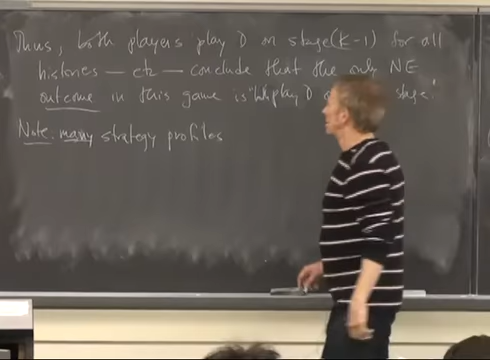 Thus, both players play D on stage (K-1) for all
histories — etc — conclude that the only NE
outcome in this game is "both play D stage."
Note. many strategy profiles